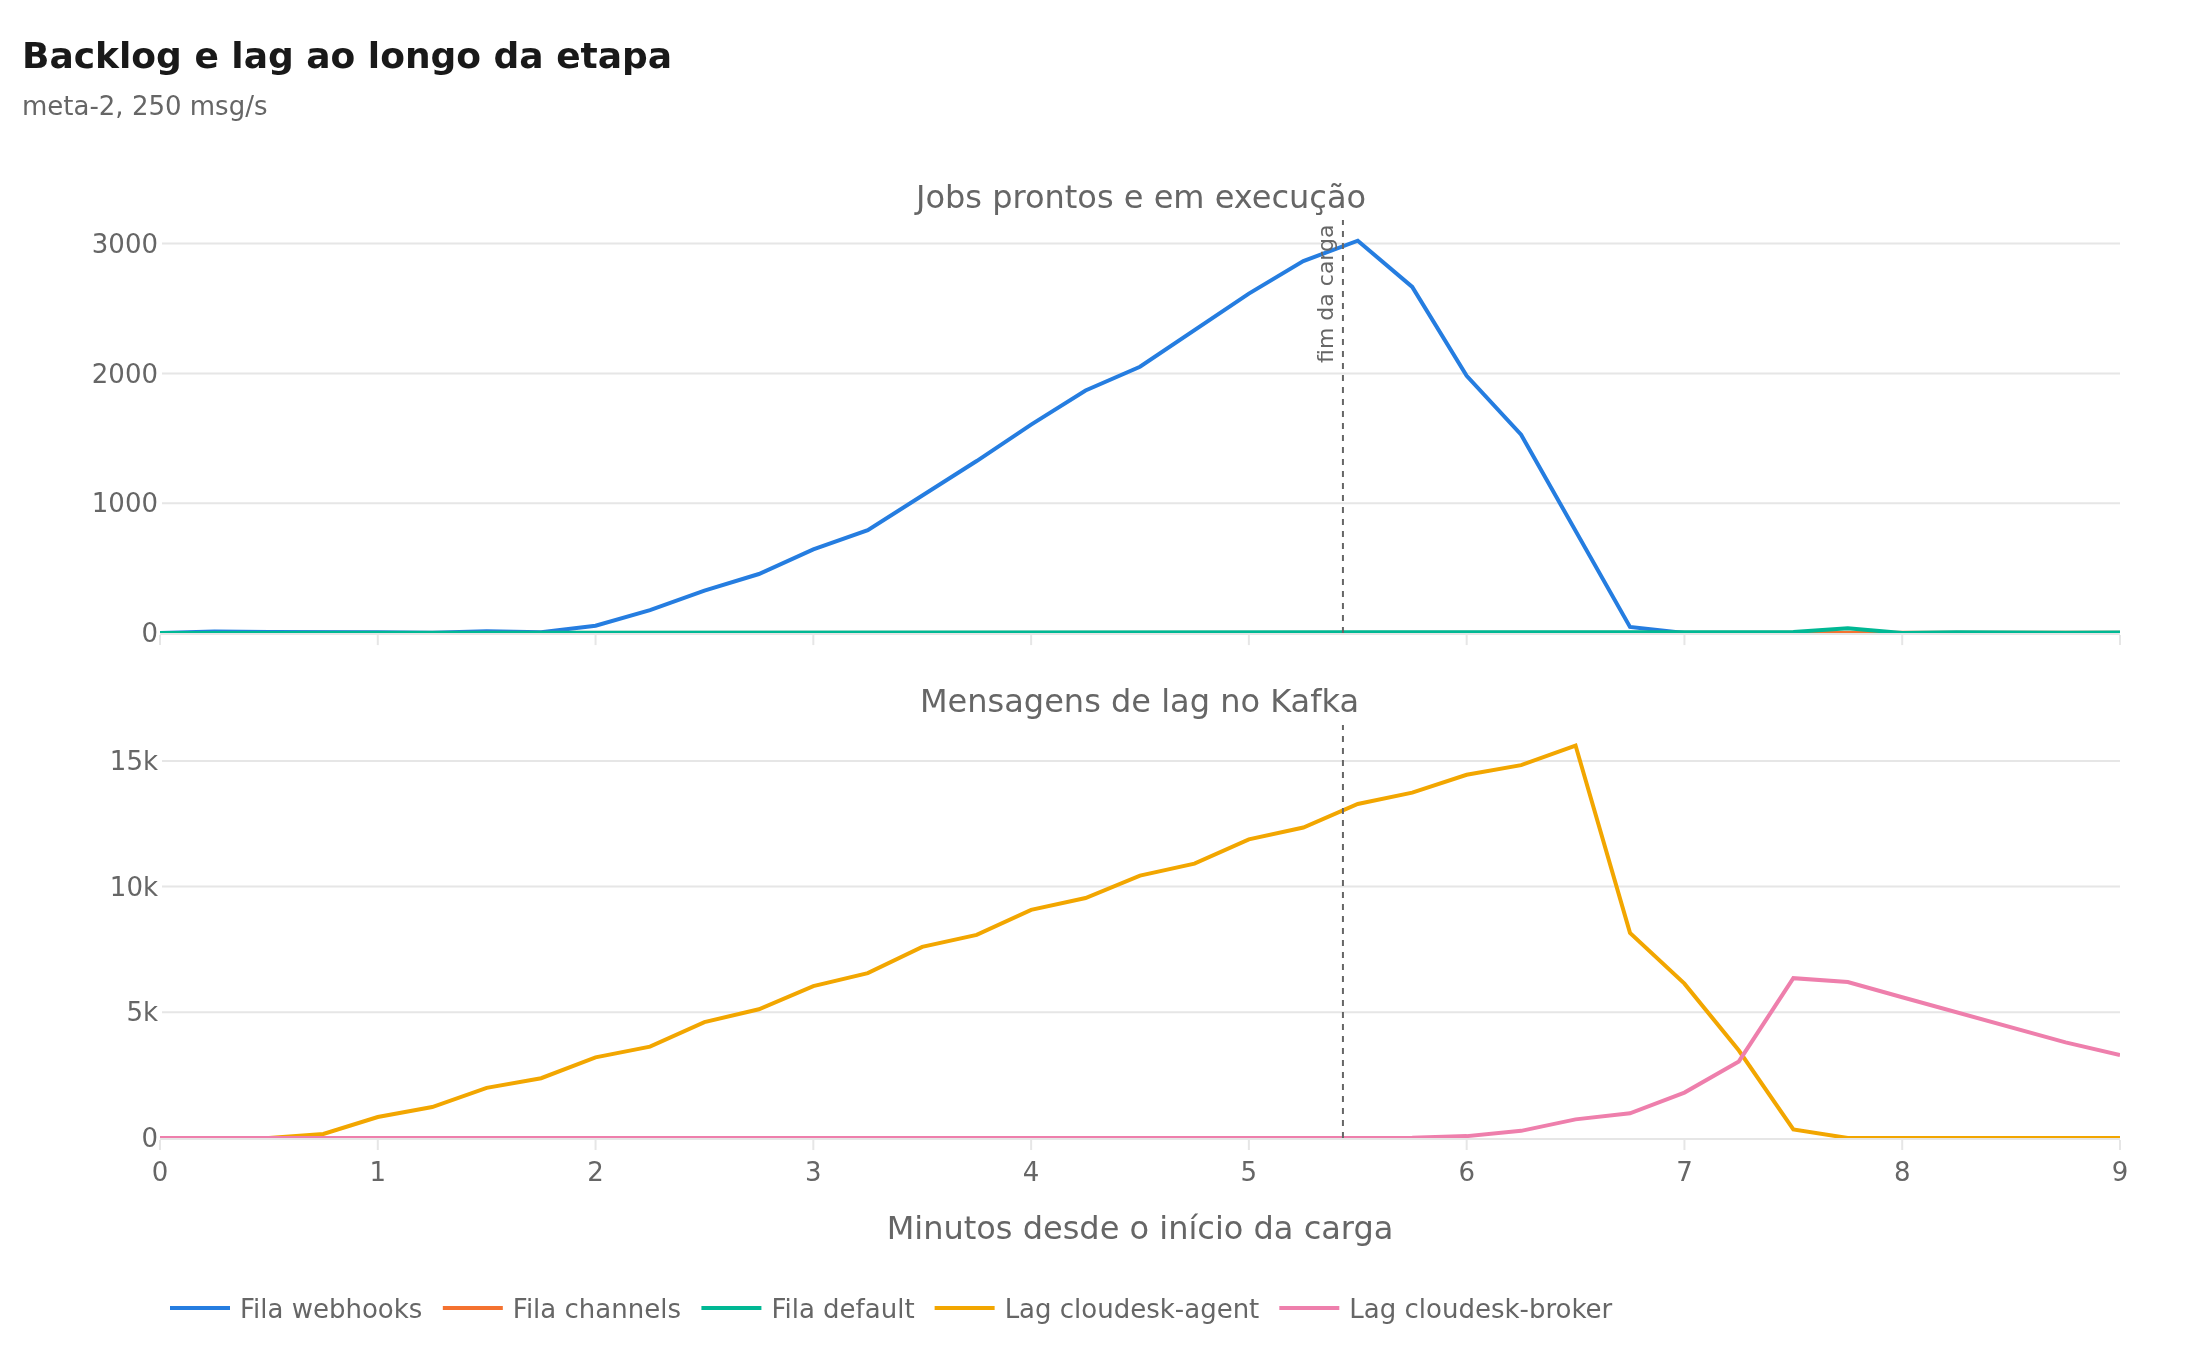 Backlog e lag ao longo da etapa
meta-2, 250 msg/s
Jobs prontos e em execução
3000
2000
1000
0
fim da carga
Mensagens de lag no Kafka
15k
10k
5k
0
0 1 2 3 4 5 6 7 8 9
Minutos desde o início da carga
Fila webhooks Fila channels Fila default Lag cloudesk-agent Lag cloudesk-broker